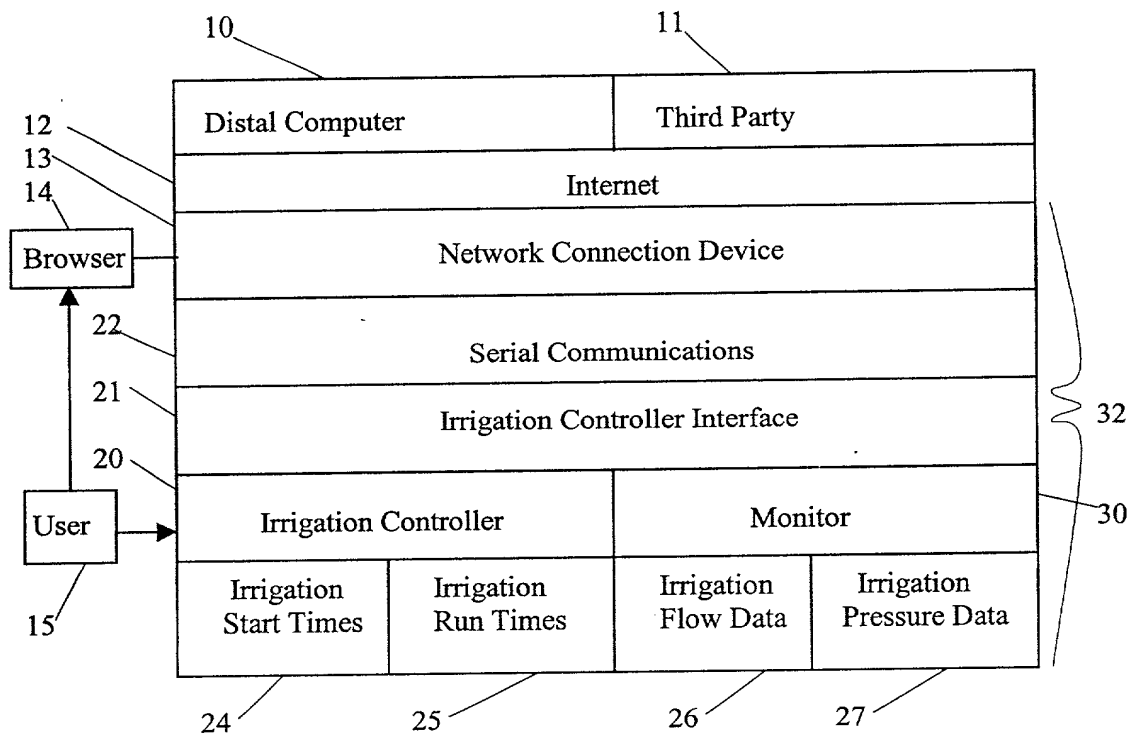 10
11
12
Distal Computer
Third Party
13
Internet
14
Browser
Network Connection Device
22
Serial Communications
21
Irrigation Controller Interface
32
20
User
Irrigation Controller
Monitor
30
15
Irrigation
Start Times
Irrigation
Run Times
Irrigation
Flow Data
Irrigation
Pressure Data
24
25
26
27